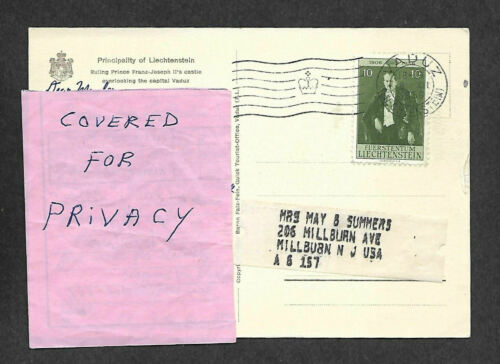 Principality of Liechtenstein
Ruling Prince Franz-Joseph II's castle
overlooking the capital Vaduz
COVERED
FOR
PRIVACY
1906
10 10
FÜRSTENTUM
LIECHTENSTEIN
VADUZ
MRS MAY B SUMMERS
206 MILLBURN AVE
MILLBURN N J USA
A 6 157